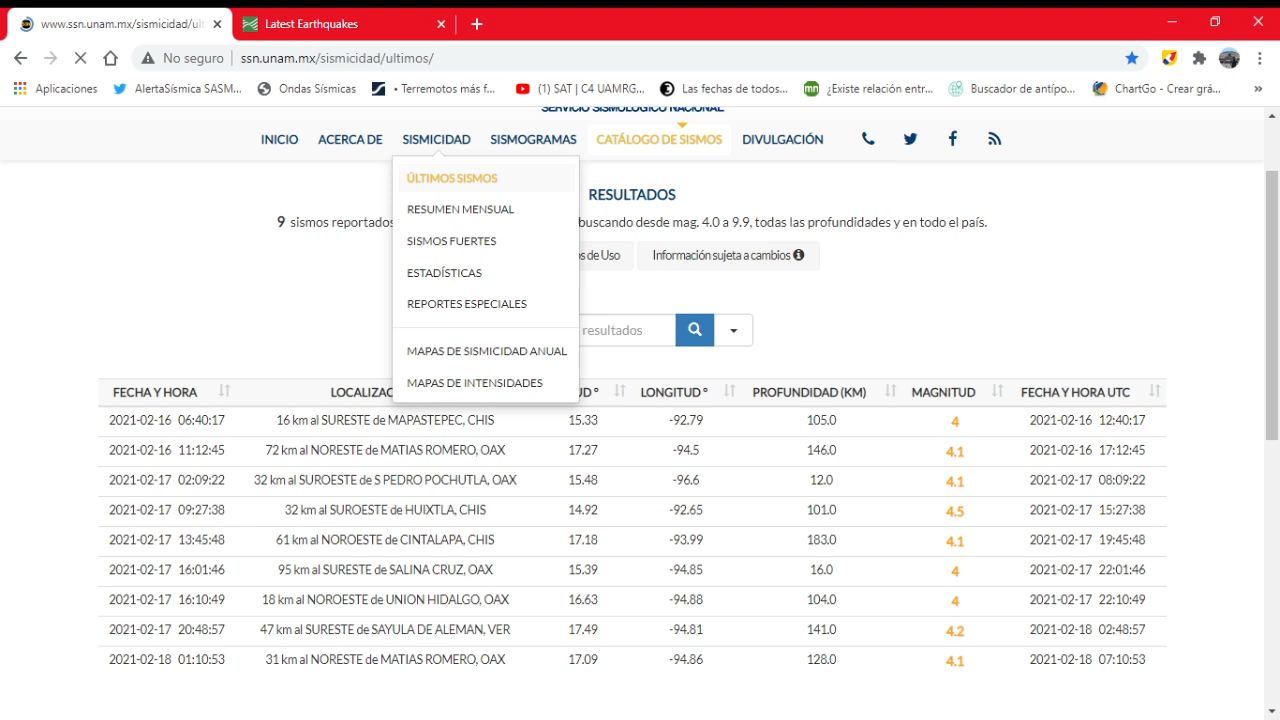 www.ssn.unam.mx/sismicidad/ulti
Latest Earthquakes
No seguro
ssn.unam.mx/sismicidad/ultimos/
Aplicaciones
AlertaSísmica SASM...
Ondas Sísmicas
• Terremotos más f...
(1) SAT | C4 UAMRG...
Las fechas de todos...
¿Existe relación entr...
Buscador de antípo...
ChartGo - Crear grá...
SERVICIO SISMOLÓGICO NACIONAL
INICIO
ACERCA DE
SISMICIDAD
SISMOGRAMAS
CATÁLOGO DE SISMOS
DIVULGACIÓN
ÚLTIMOS SISMOS
RESUMEN MENSUAL
SISMOS FUERTES
ESTADÍSTICAS
REPORTES ESPECIALES
MAPAS DE SISMICIDAD ANUAL
MAPAS DE INTENSIDADES
RESULTADOS
9 sismos reportados
buscando desde mag. 4.0 a 9.9, todas las profundidades y en todo el país.
os de Uso
Información sujeta a cambios
resultados
FECHA Y HORA LOCALIZAC UD º LONGITUD º PROFUNDIDAD (KM) MAGNITUD FECHA Y HORA UTC
2021-02-16 06:40:17 16 km al SURESTE de MAPASTEPEC, CHIS 15.33 -92.79 105.0 4 2021-02-16 12:40:17
2021-02-16 11:12:45 72 km al NORESTE de MATIAS ROMERO, OAX 17.27 -94.5 146.0 4.1 2021-02-16 17:12:45
2021-02-17 02:09:22 32 km al SUROESTE de S PEDRO POCHUTLA, OAX 15.48 -96.6 12.0 4.1 2021-02-17 08:09:22
2021-02-17 09:27:38 32 km al SUROESTE de HUIXTLA, CHIS 14.92 -92.65 101.0 4.5 2021-02-17 15:27:38
2021-02-17 13:45:48 61 km al NOROESTE de CINTALAPA, CHIS 17.18 -93.99 183.0 4.1 2021-02-17 19:45:48
2021-02-17 16:01:46 95 km al SURESTE de SALINA CRUZ, OAX 15.39 -94.85 16.0 4 2021-02-17 22:01:46
2021-02-17 16:10:49 18 km al NOROESTE de UNION HIDALGO, OAX 16.63 -94.88 104.0 4 2021-02-17 22:10:49
2021-02-17 20:48:57 47 km al SURESTE de SAYULA DE ALEMAN, VER 17.49 -94.81 141.0 4.2 2021-02-18 02:48:57
2021-02-18 01:10:53 31 km al NORESTE de MATIAS ROMERO, OAX 17.09 -94.86 128.0 4.1 2021-02-18 07:10:53